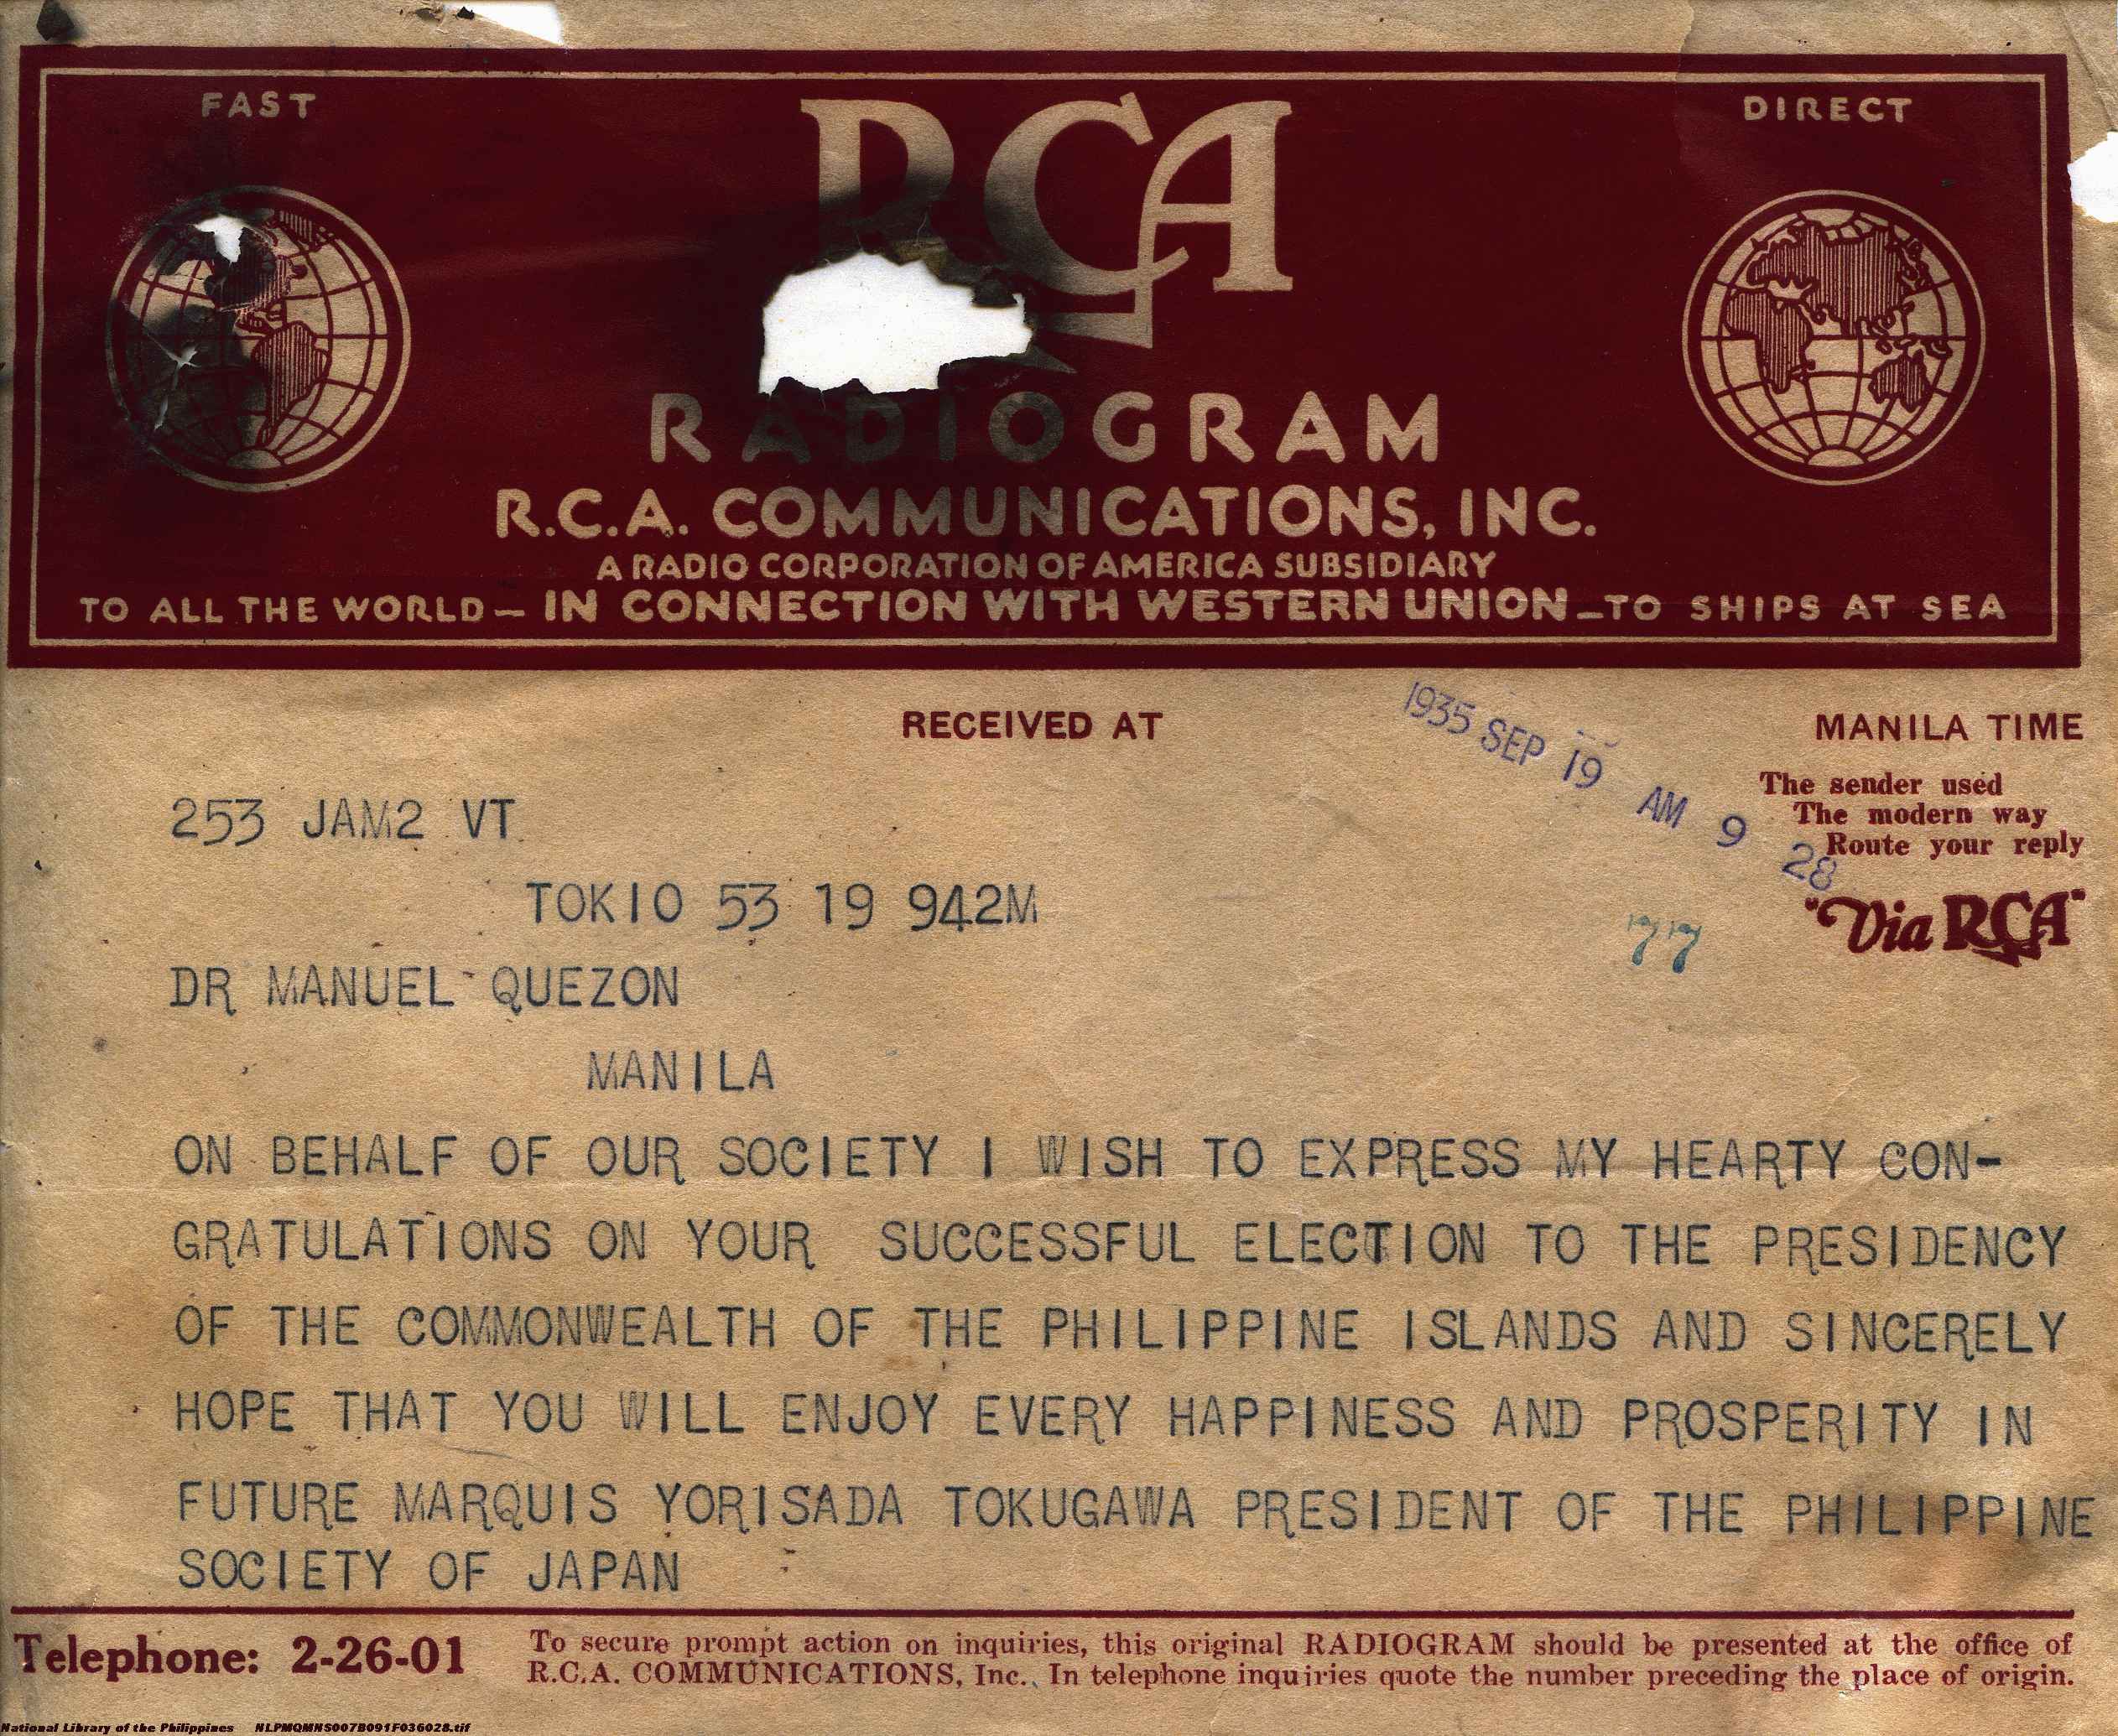 FAST
DIRECT
RCA
RADIOGRAM
R.C.A. COMMUNICATIONS, INC.
A RADIO CORPORATION OF AMERICA SUBSIDIARY
TO ALL THE WORLD — IN CONNECTION WITH WESTERN UNION — TO SHIPS AT SEA
RECEIVED AT
1935 SEP 19 AM 9 28
MANILA TIME
The sender used
The modern way
Route your reply
"Via RCA"
253 JAM2 VT
TOKIO 53 19 942M
77
DR MANUEL QUEZON
MANILA
ON BEHALF OF OUR SOCIETY I WISH TO EXPRESS MY HEARTY CON-
GRATULATIONS ON YOUR SUCCESSFUL ELECTION TO THE PRESIDENCY
OF THE COMMONWEALTH OF THE PHILIPPINE ISLANDS AND SINCERELY
HOPE THAT YOU WILL ENJOY EVERY HAPPINESS AND PROSPERITY IN
FUTURE MARQUIS YORISADA TOKUGAWA PRESIDENT OF THE PHILIPPINE
SOCIETY OF JAPAN
Telephone: 2-26-01
To secure prompt action on inquiries, this original RADIOGRAM should be presented at the office of
R.C.A. COMMUNICATIONS, Inc. In telephone inquiries quote the number preceding the place of origin.
National Library of the Philippines NLPMQMNS007B091F036028.tif